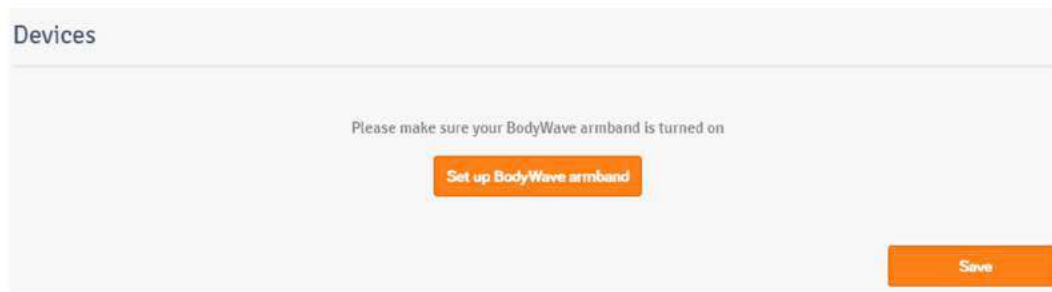 Devices
Please make sure your BodyWave armband is turned on
Set up BodyWave armband
Save